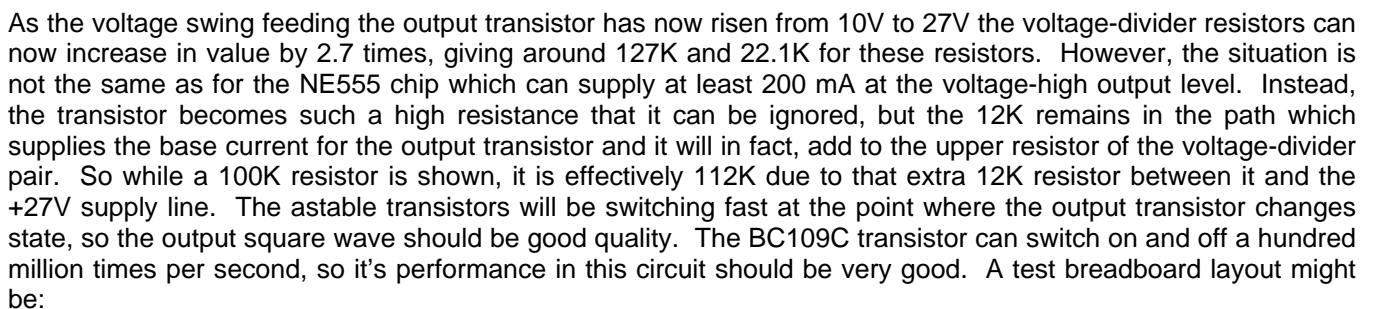 As the voltage swing feeding the output transistor has now risen from 10V to 27V the voltage-divider resistors can
now increase in value by 2.7 times, giving around 127K and 22.1K for these resistors.  However, the situation is
not the same as for the NE555 chip which can supply at least 200 mA at the voltage-high output level.  Instead,
the transistor becomes such a high resistance that it can be ignored, but the 12K remains in the path which
supplies the base current for the output transistor and it will in fact, add to the upper resistor of the voltage-divider
pair.  So while a 100K resistor is shown, it is effectively 112K due to that extra 12K resistor between it and the
+27V supply line.  The astable transistors will be switching fast at the point where the output transistor changes
state, so the output square wave should be good quality.  The BC109C transistor can switch on and off a hundred
million times per second, so it's performance in this circuit should be very good.  A test breadboard layout might
be: